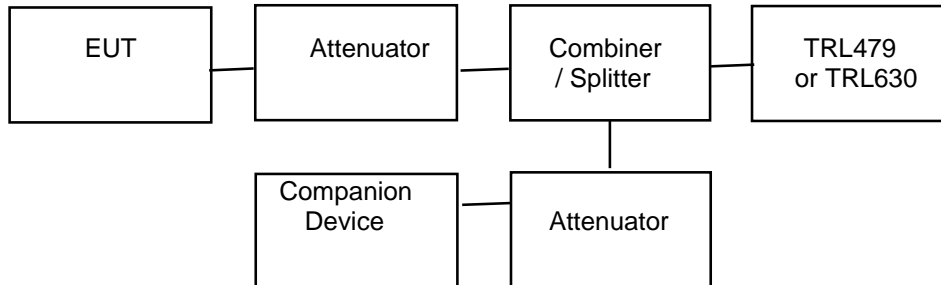 EUT
Attenuator
Combiner
/ Splitter
TRL479
or TRL630
Companion
Device
Attenuator